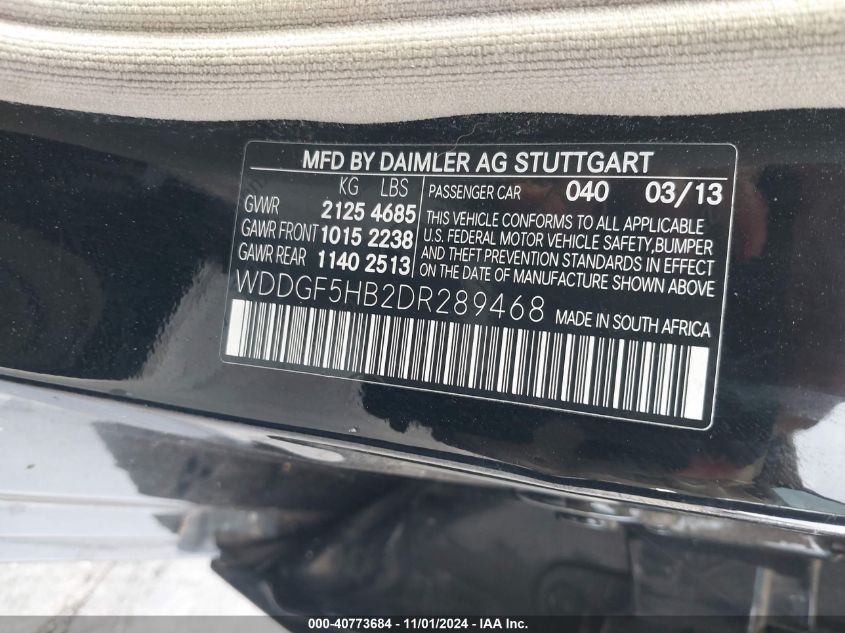 MFD BY DAIMLER AG STUTTGART
KG LBS
GVWR 2125 4685
GAWR FRONT 1015 2238
GAWR REAR 1140 2513
PASSENGER CAR 040 03/13
THIS VEHICLE CONFORMS TO ALL APPLICABLE
U.S. FEDERAL MOTOR VEHICLE SAFETY,BUMPER
AND THEFT PREVENTION STANDARDS IN EFFECT
ON THE DATE OF MANUFACTURE SHOWN ABOVE.
WDDGF5HB2DR289468 MADE IN SOUTH AFRICA
000-40773684 - 11/01/2024 - IAA Inc.